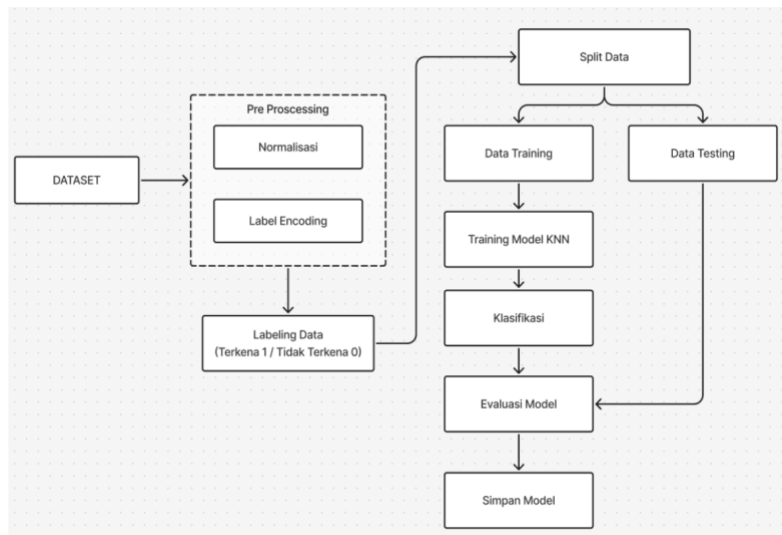 DATASET
Pre Proscessing
Normalisasi
Label Encoding
Labeling Data
(Terkena 1 / Tidak Terkena 0)
Split Data
Data Training
Data Testing
Training Model KNN
Klasifikasi
Evaluasi Model
Simpan Model